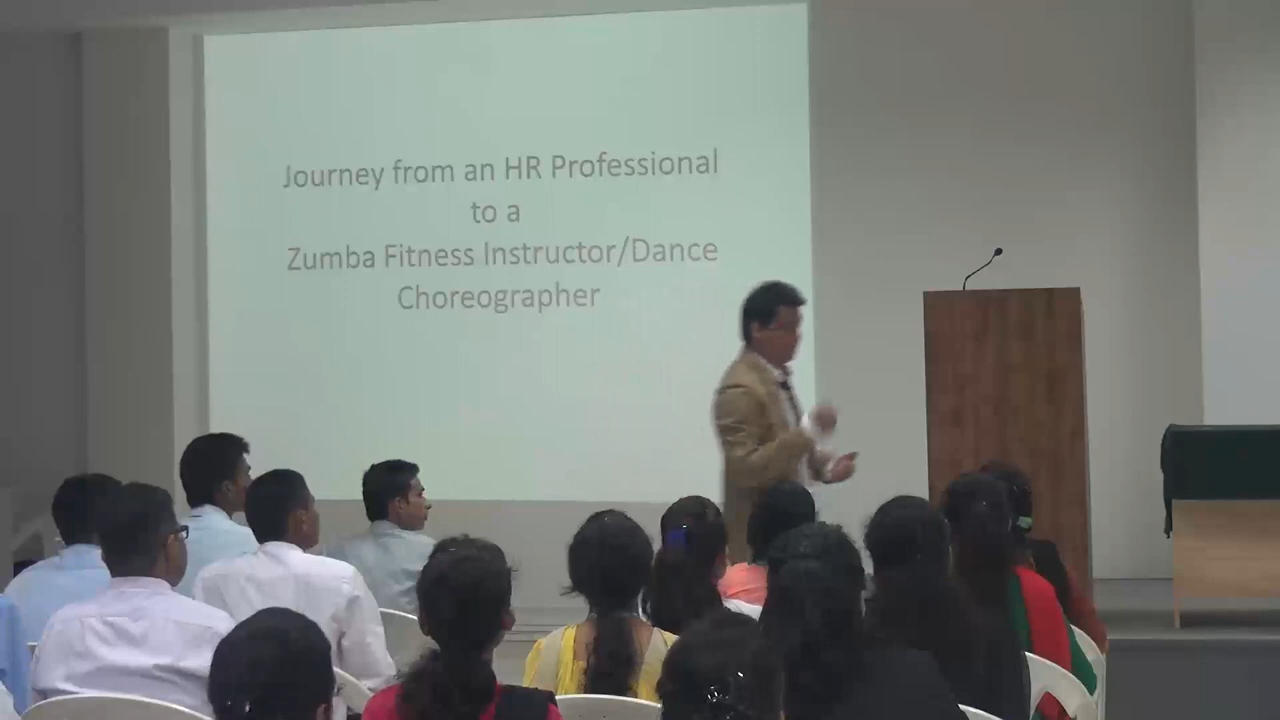 Journey from an HR Professional
to a
Zumba Fitness Instructor/Dance
Choreographer